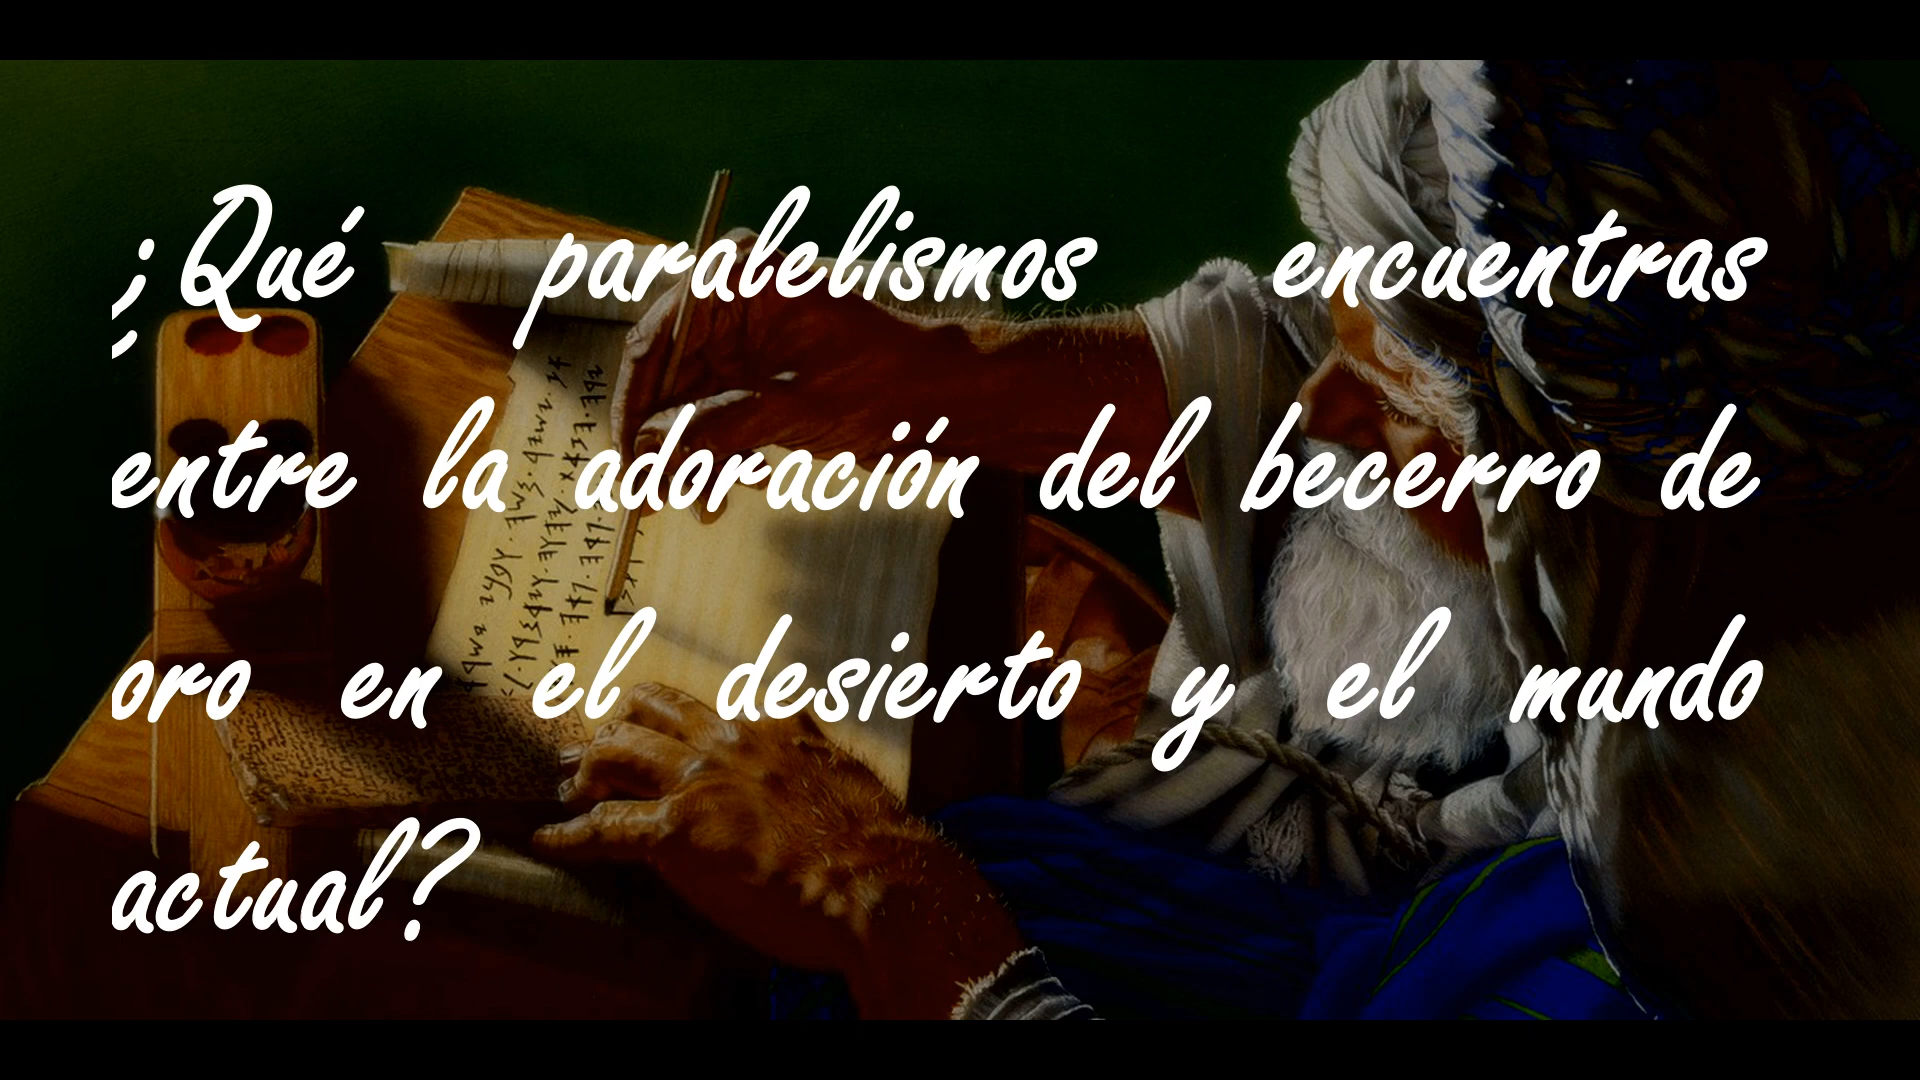 ¿Qué paralelismos encuentras
entre la adoración del becerro de
oro en el desierto y el mundo
actual?